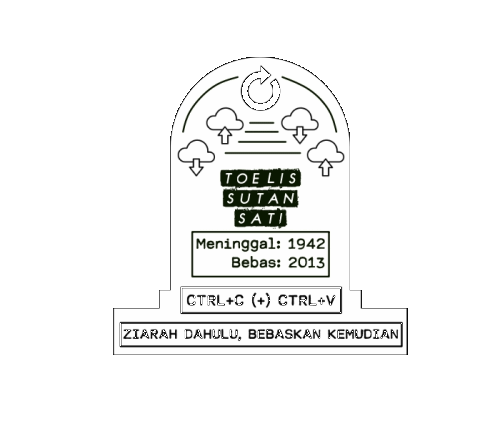 TOELIS
SUTAN
SATI
Meninggal: 1942
Bebas: 2013
CTRL+C (+) CTRL+V
ZIARAH DAHULU, BEBASKAN KEMUDIAN